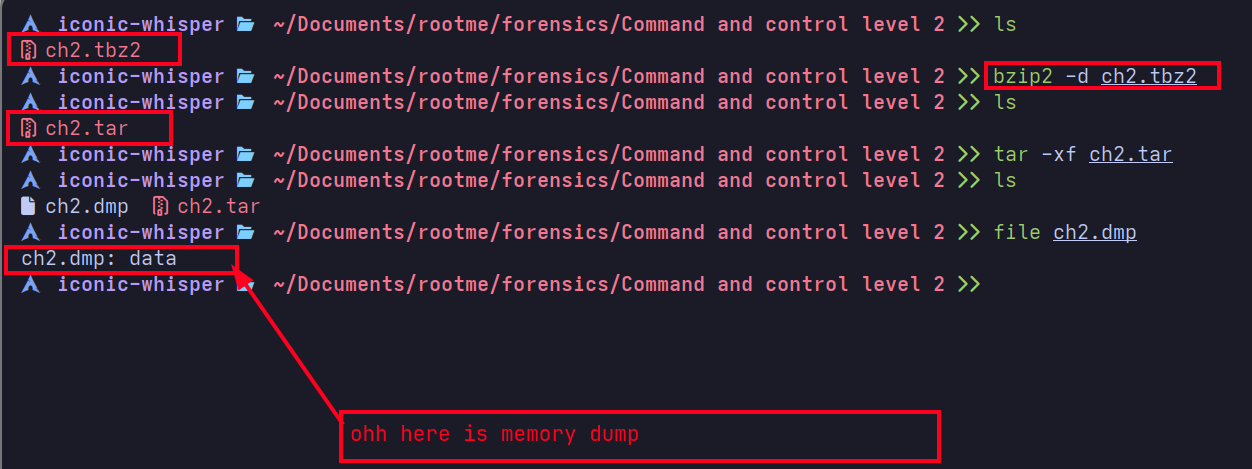 iconic-whisper ~/Documents/rootme/forensics/Command and control level 2 >> ls
ch2.tbz2
iconic-whisper ~/Documents/rootme/forensics/Command and control level 2 >> bzip2 -d ch2.tbz2
iconic-whisper ~/Documents/rootme/forensics/Command and control level 2 >> ls
ch2.tar
iconic-whisper ~/Documents/rootme/forensics/Command and control level 2 >> tar -xf ch2.tar
iconic-whisper ~/Documents/rootme/forensics/Command and control level 2 >> ls
ch2.dmp ch2.tar
iconic-whisper ~/Documents/rootme/forensics/Command and control level 2 >> file ch2.dmp
ch2.dmp: data
iconic-whisper ~/Documents/rootme/forensics/Command and control level 2 >>
ohh here is memory dump